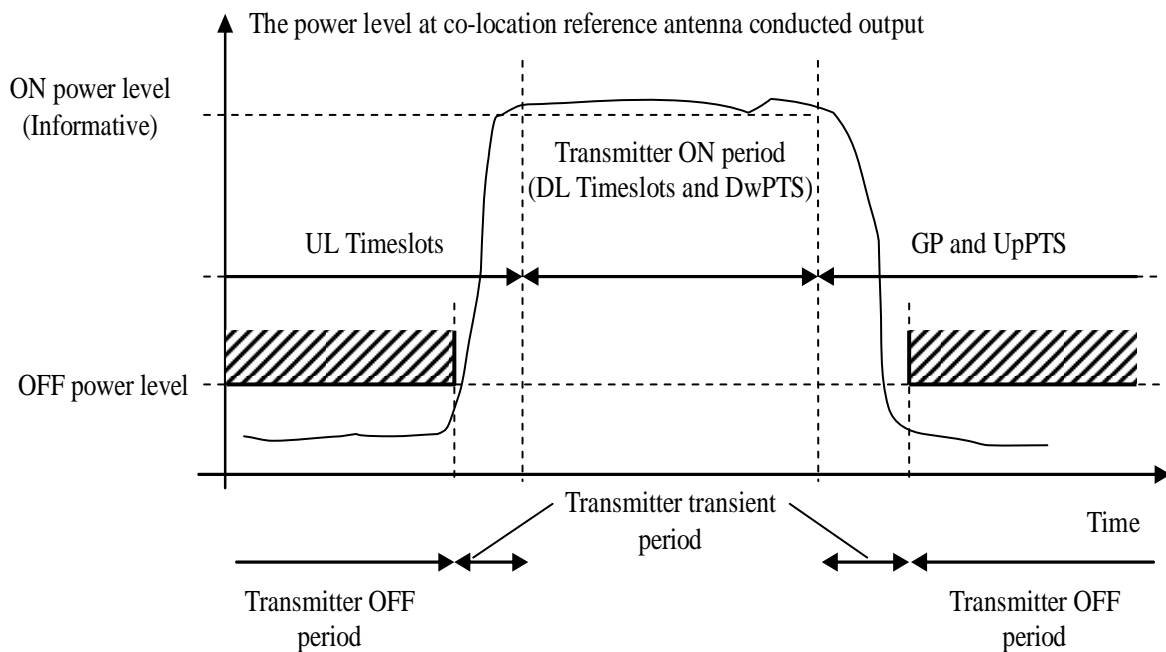 The power level at co-location reference antenna conducted output
ON power level
(Informative)
Transmitter ON period
(DL Timeslots and DwPTS)
UL Timeslots
GP and UpPTS
OFF power level
Transmitter transient
period
Time
Transmitter OFF
period
Transmitter OFF
period